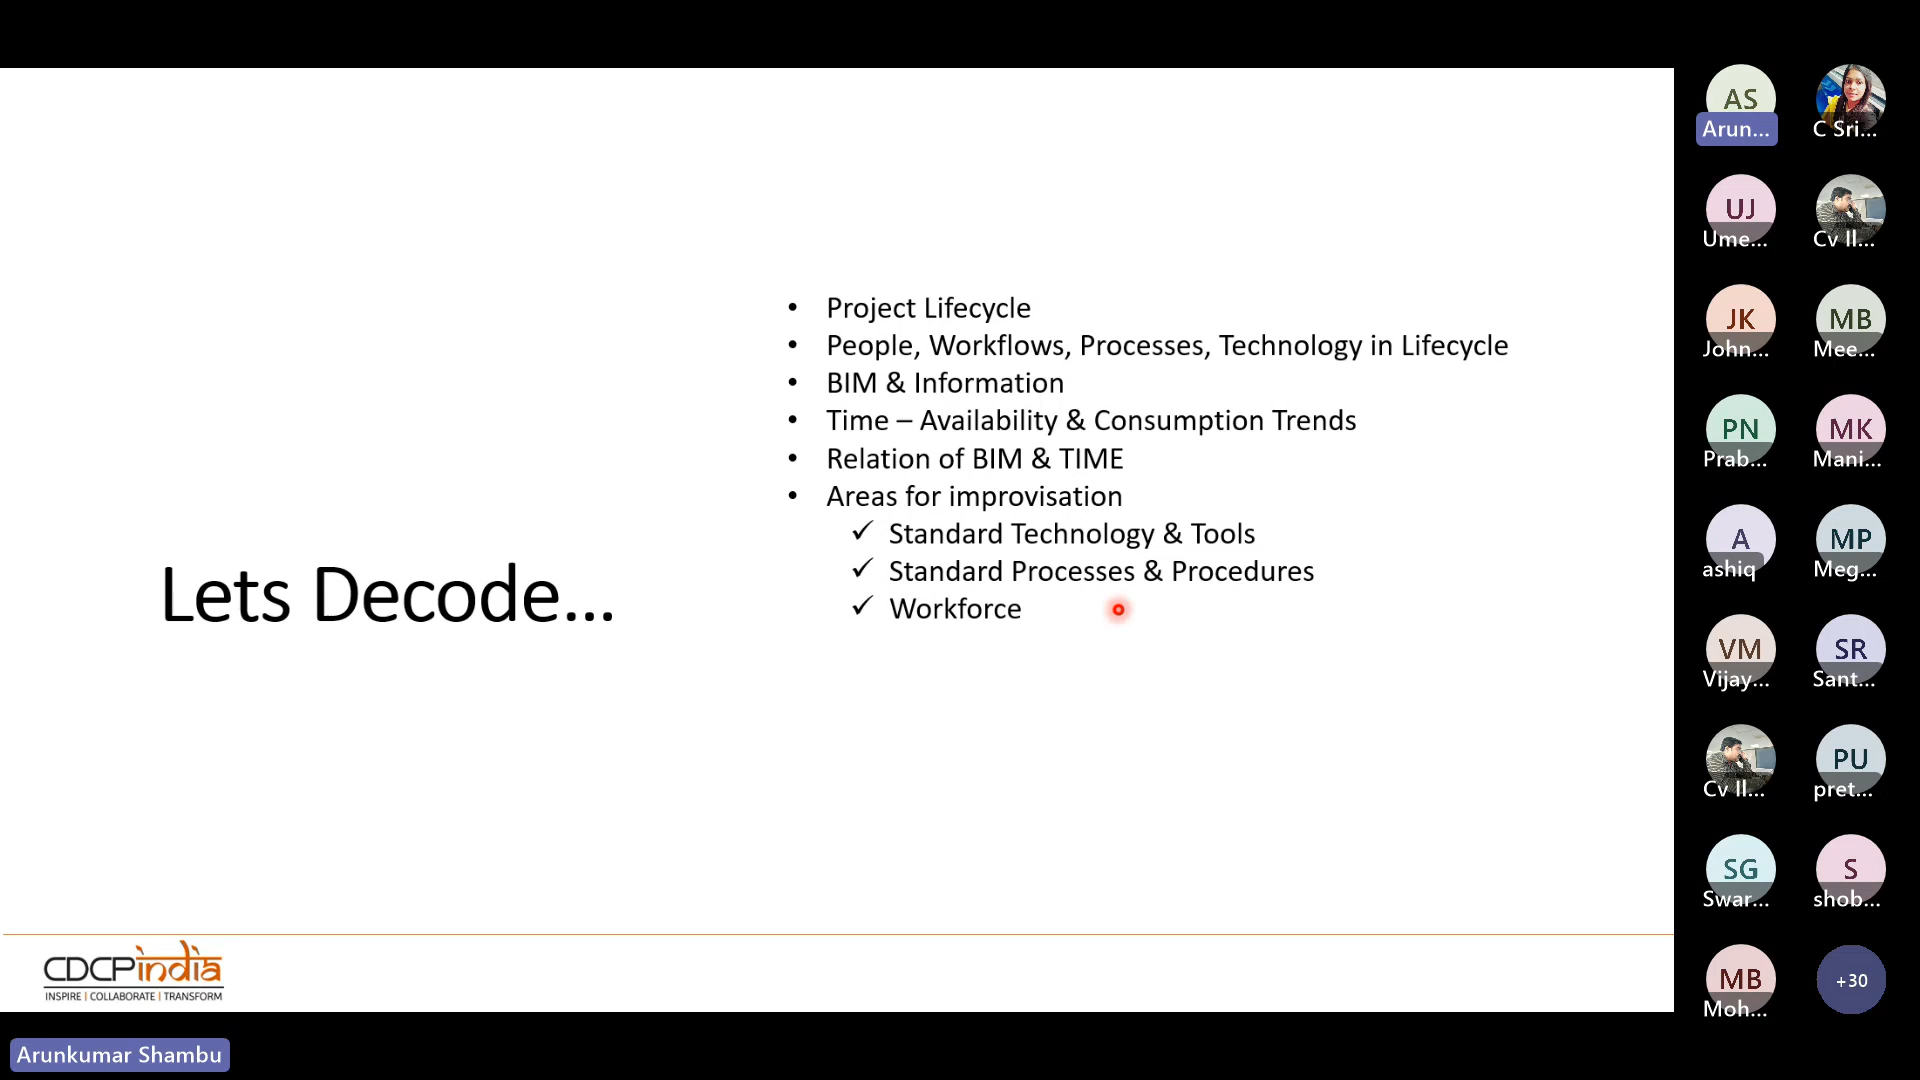 Lets Decode...
• Project Lifecycle
• People, Workflows, Processes, Technology in Lifecycle
• BIM & Information
• Time – Availability & Consumption Trends
• Relation of BIM & TIME
• Areas for improvisation
✓ Standard Technology & Tools
✓ Standard Processes & Procedures
✓ Workforce
CDCPindia
INSPIRE | COLLABORATE | TRANSFORM
Arunkumar Shambu
AS
Arun...
C Sri...
UJ
Ume...
Cv Il...
JK
John...
MB
Mee...
PN
Prab...
MK
Mani...
A
ashiq
MP
Meg...
VM
Vijay...
SR
Sant...
Cv Il...
PU
pret...
SG
Swar...
S
shob...
MB
Moh...
+30